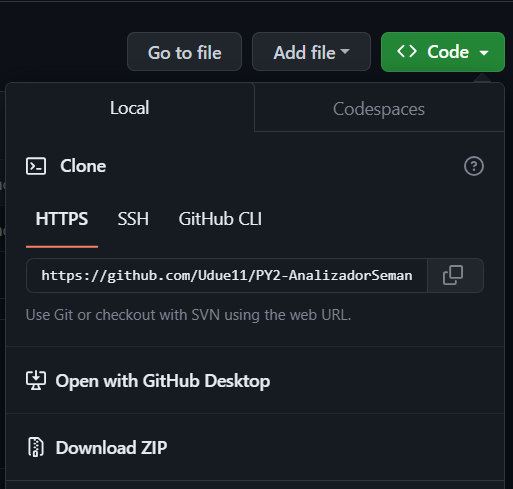 Go to file Add file Code
Local Codespaces
Clone
HTTPS SSH GitHub CLI
https://github.com/Udue11/PY2-AnalizadorSeman
Use Git or checkout with SVN using the web URL.
Open with GitHub Desktop
Download ZIP